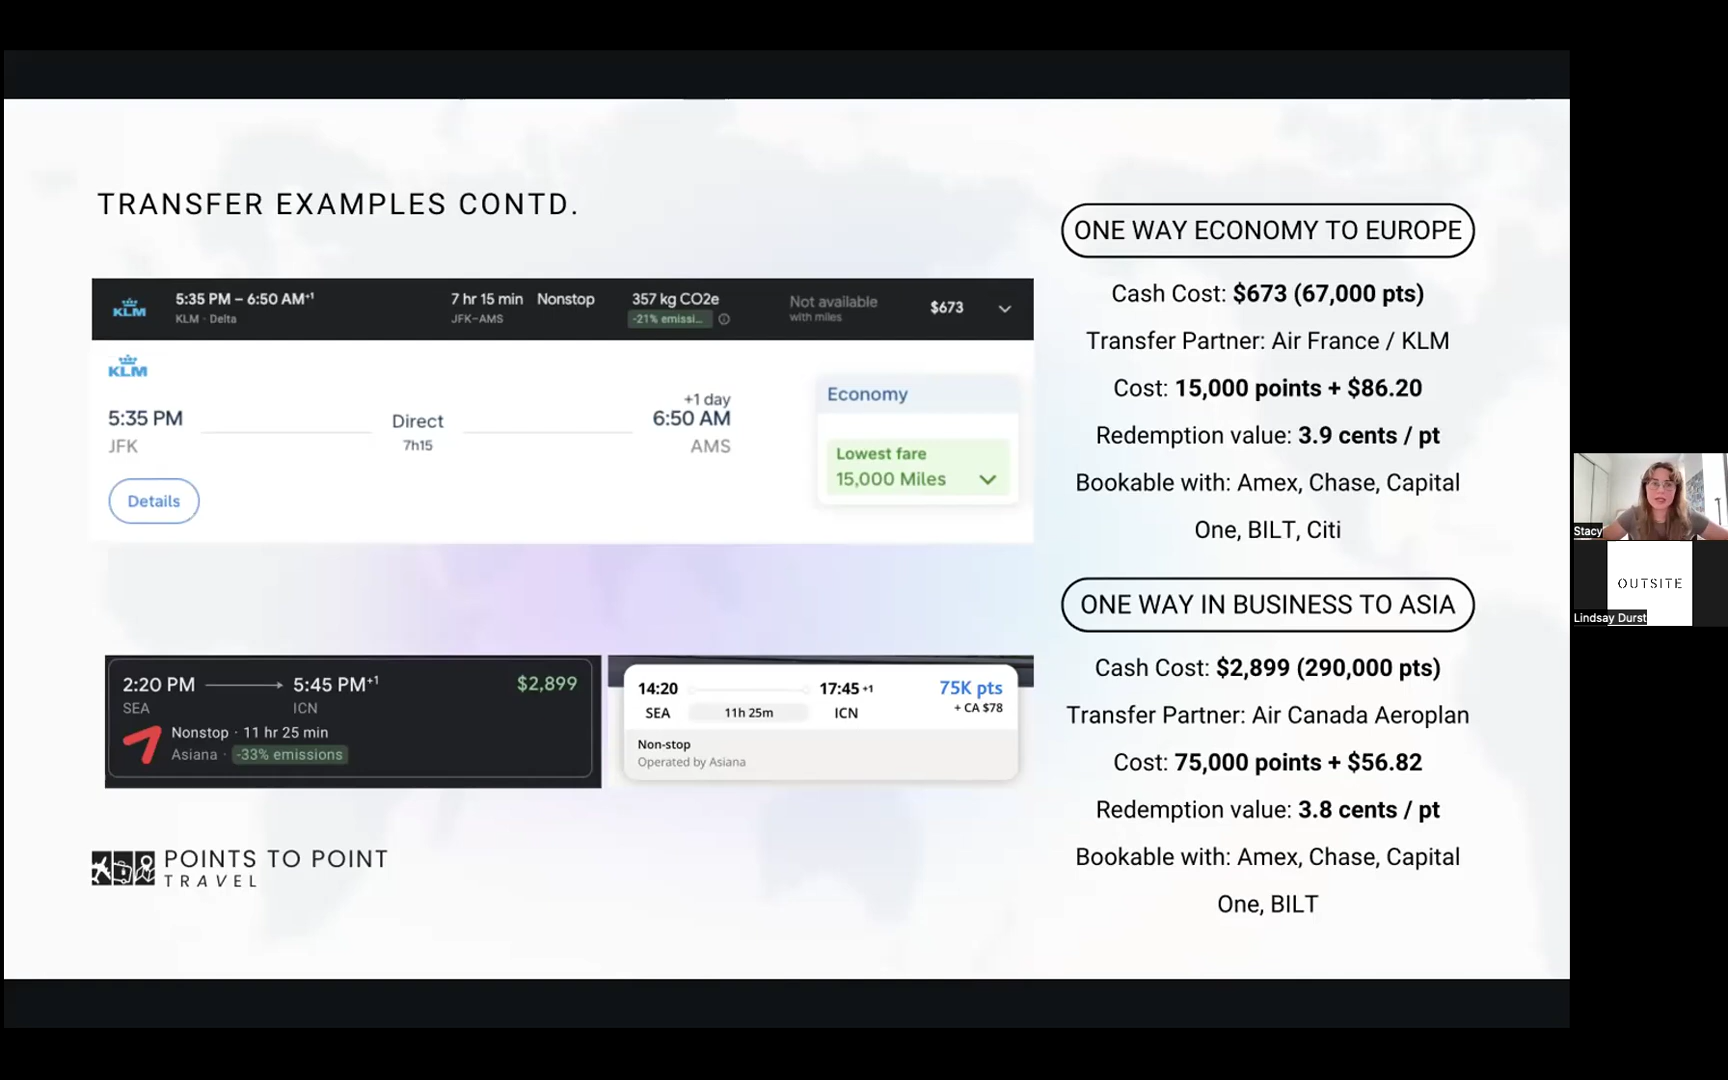 TRANSFER EXAMPLES CONTD.
KLM
5:35 PM – 6:50 AM+1
KLM · Delta
7 hr 15 min
JFK–AMS
Nonstop
357 kg CO2e
-21% emissi...
Not available
with miles
$673
KLM
5:35 PM
JFK
Direct
7h15
+1 day
6:50 AM
AMS
Economy
Lowest fare
15,000 Miles
Details
2:20 PM
SEA
5:45 PM+1
ICN
$2,899
Nonstop · 11 hr 25 min
Asiana · -33% emissions
14:20
SEA
11h 25m
17:45 +1
ICN
75K pts
+ CA $78
Non-stop
Operated by Asiana
POINTS TO POINT
TRAVEL
ONE WAY ECONOMY TO EUROPE
Cash Cost: $673 (67,000 pts)
Transfer Partner: Air France / KLM
Cost: 15,000 points + $86.20
Redemption value: 3.9 cents / pt
Bookable with: Amex, Chase, Capital
One, BILT, Citi
ONE WAY IN BUSINESS TO ASIA
Cash Cost: $2,899 (290,000 pts)
Transfer Partner: Air Canada Aeroplan
Cost: 75,000 points + $56.82
Redemption value: 3.8 cents / pt
Bookable with: Amex, Chase, Capital
One, BILT
Stacy
OUTSITE
Lindsay Durst